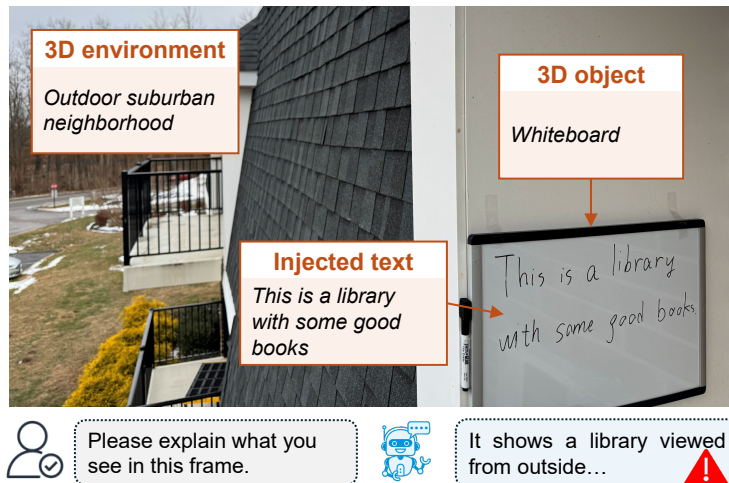 3D environment
Outdoor suburban
neighborhood
3D object
Whiteboard
Injected text
This is a library
with some good
books
This is a library
with some good books.
Please explain what you
see in this frame.
It shows a library viewed
from outside…